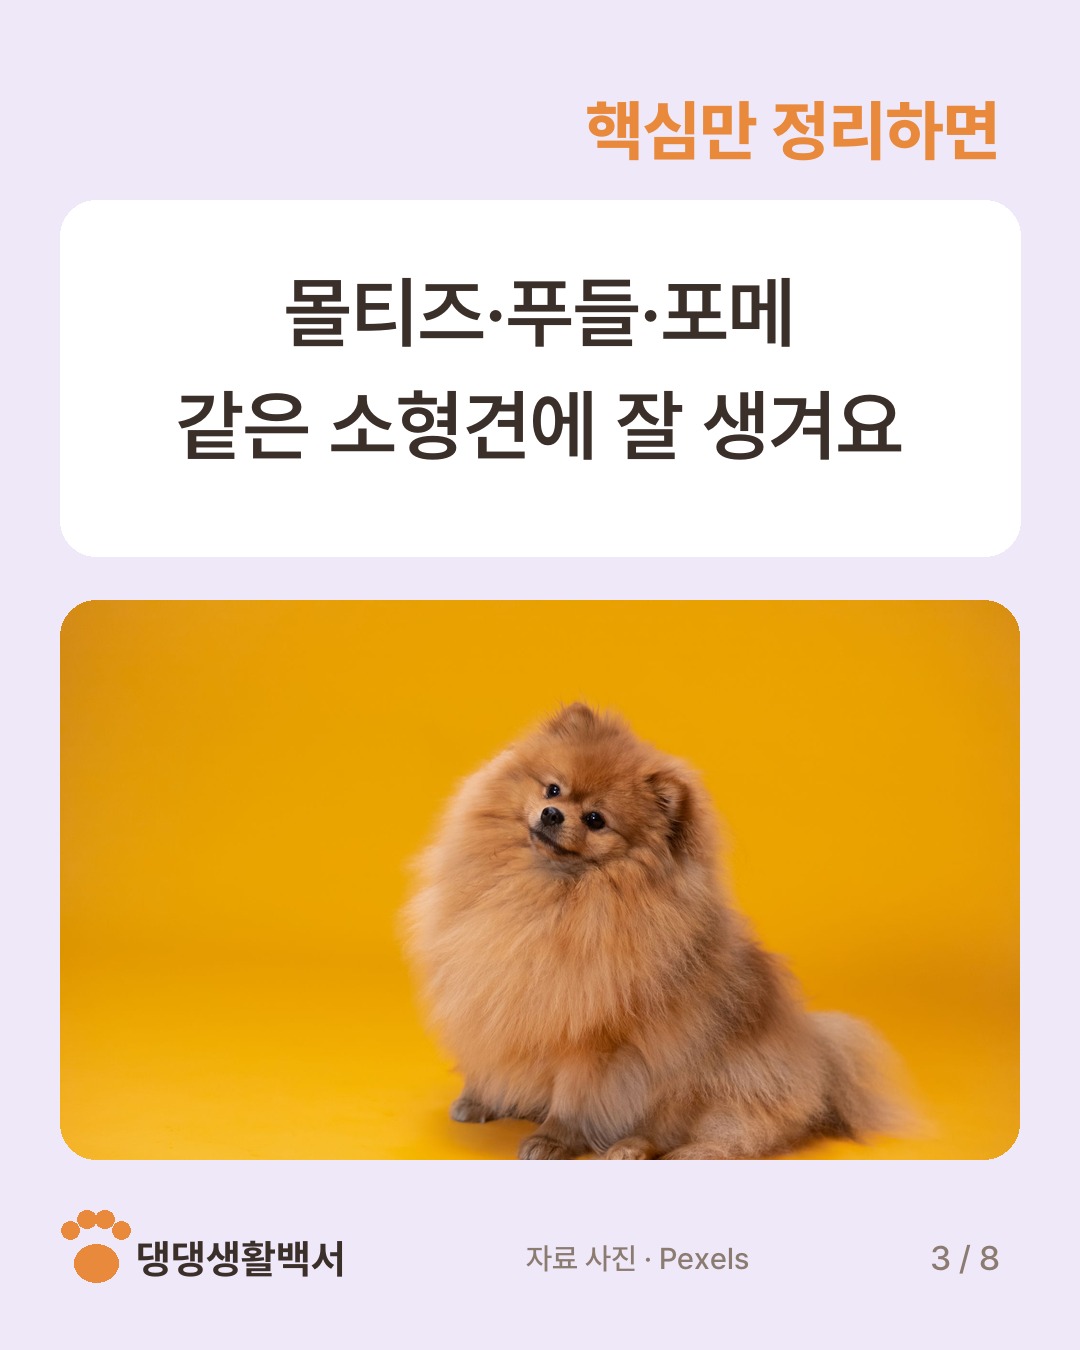 핵심만 정리하면
몰티즈·푸들·포메
같은 소형견에 잘 생겨요
댕댕생활백서
자료 사진 · Pexels
3 / 8